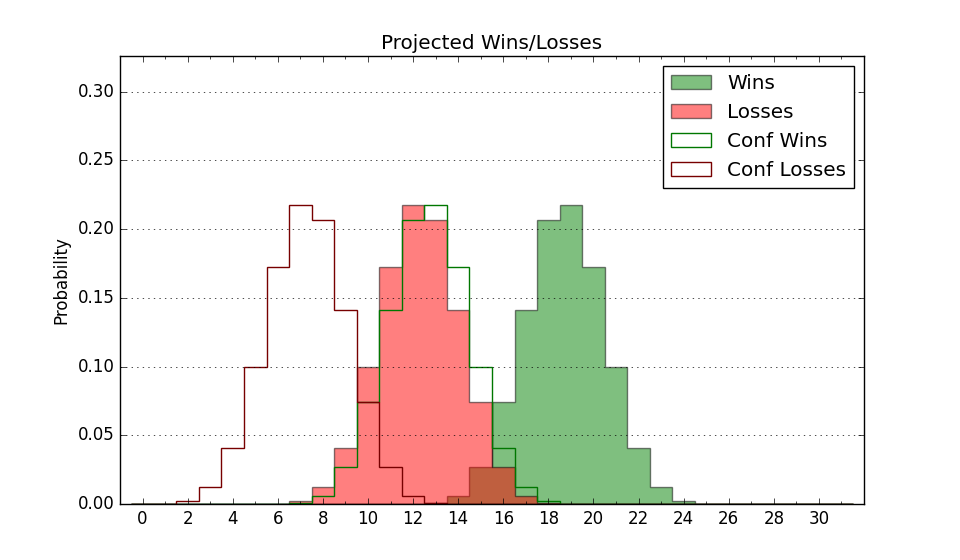 Projected Wins/Losses
Probability
0.30
0.25
0.20
0.15
0.10
0.05
0.00
Wins
Losses
Conf Wins
Conf Losses
0 2 4 6 8 10 12 14 16 18 20 22 24 26 28 30